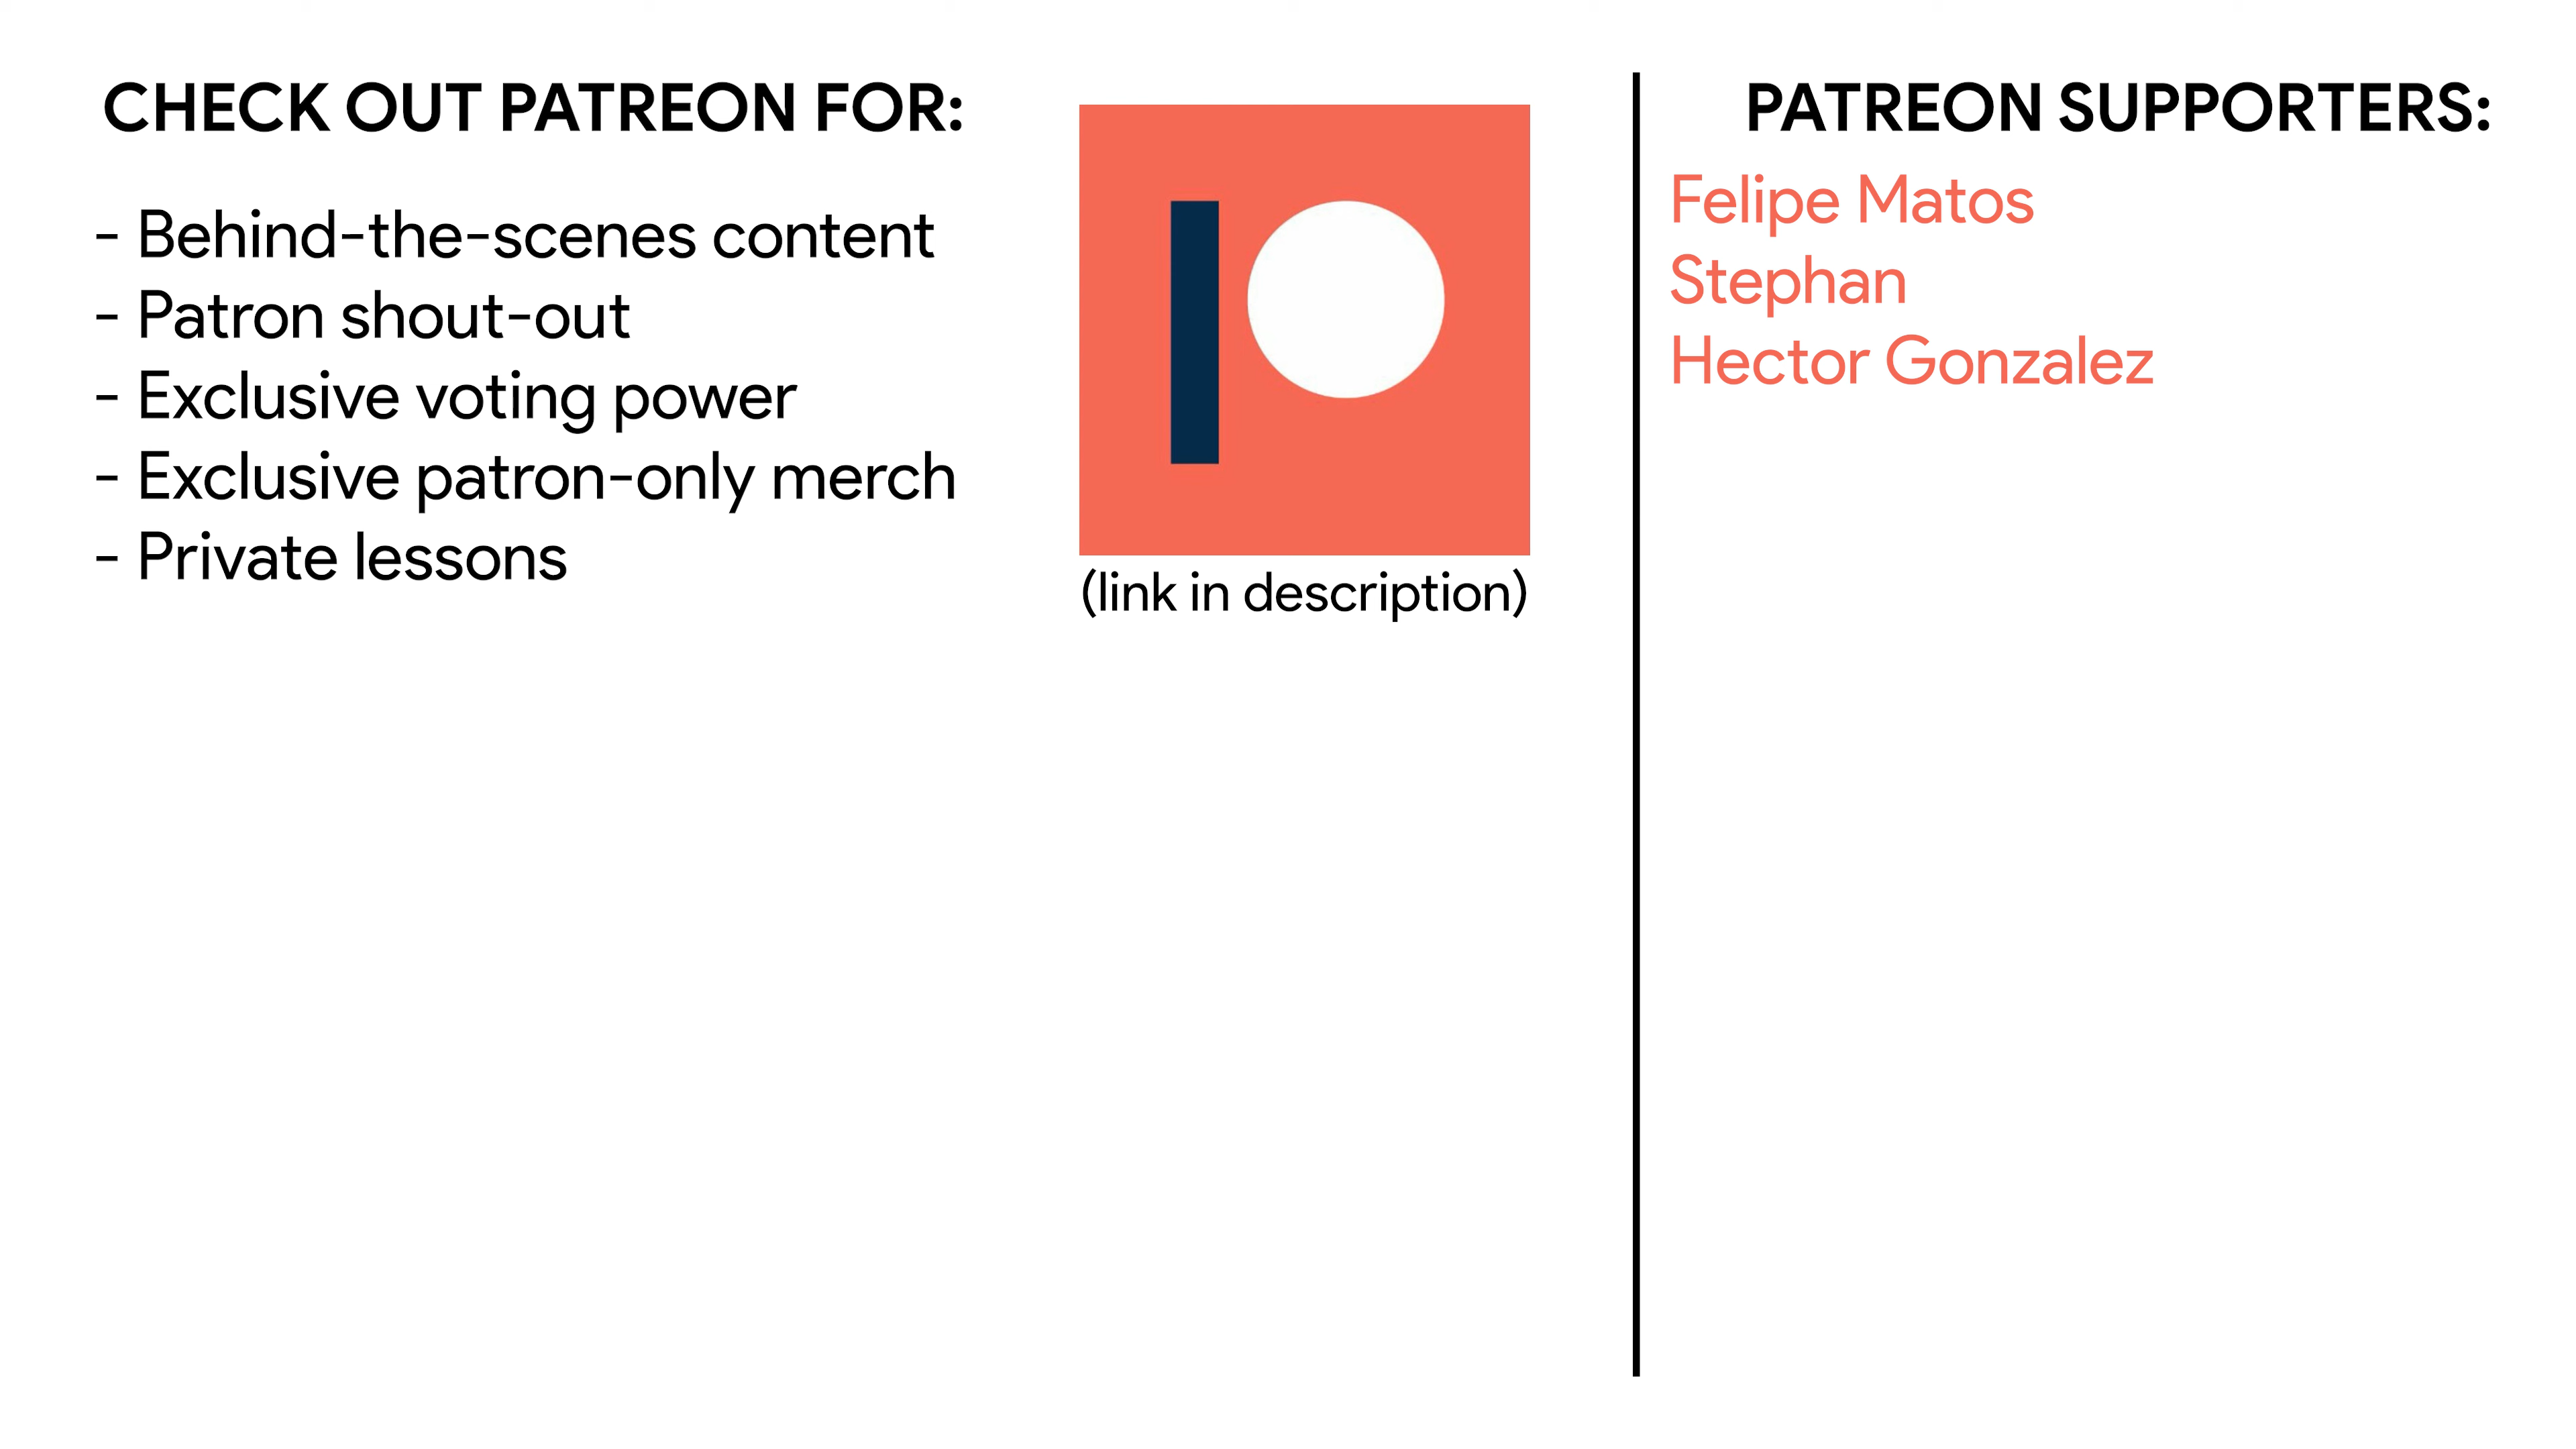 CHECK OUT PATREON FOR:
- Behind-the-scenes content
- Patron shout-out
- Exclusive voting power
- Exclusive patron-only merch
- Private lessons
(link in description)
PATREON SUPPORTERS:
Felipe Matos
Stephan
Hector Gonzalez